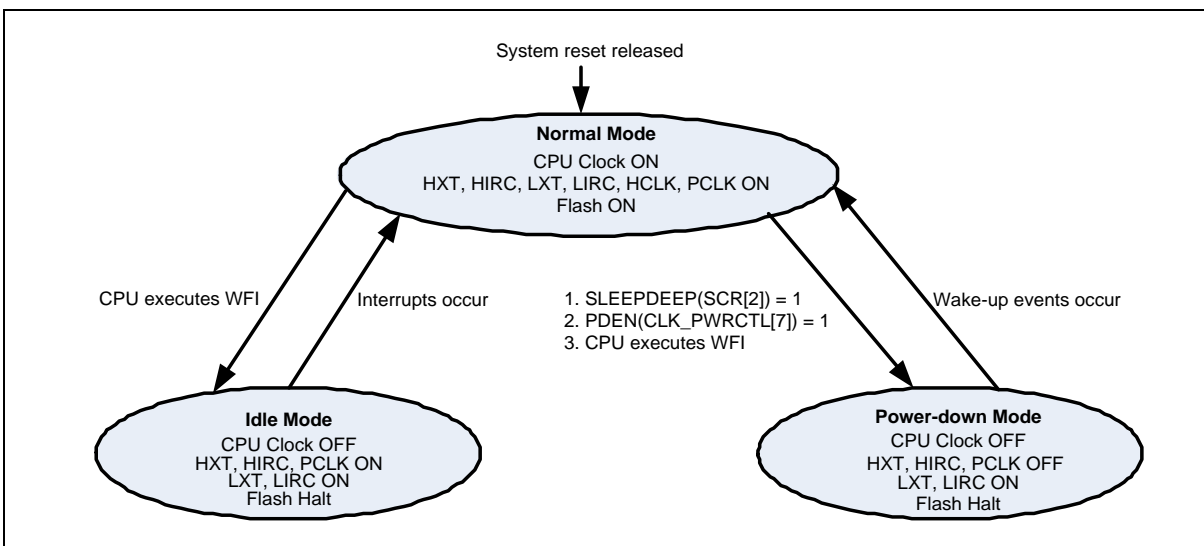 System reset released
Normal Mode
CPU Clock ON
HXT, HIRC, LXT, LIRC, HCLK, PCLK ON
Flash ON
CPU executes WFI
Interrupts occur
1. SLEEPDEEP(SCR[2]) = 1
2. PDEN(CLK_PWRCTL[7]) = 1
3. CPU executes WFI
Wake-up events occur
Idle Mode
CPU Clock OFF
HXT, HIRC, PCLK ON
LXT, LIRC ON
Flash Halt
Power-down Mode
CPU Clock OFF
HXT, HIRC, PCLK OFF
LXT, LIRC ON
Flash Halt